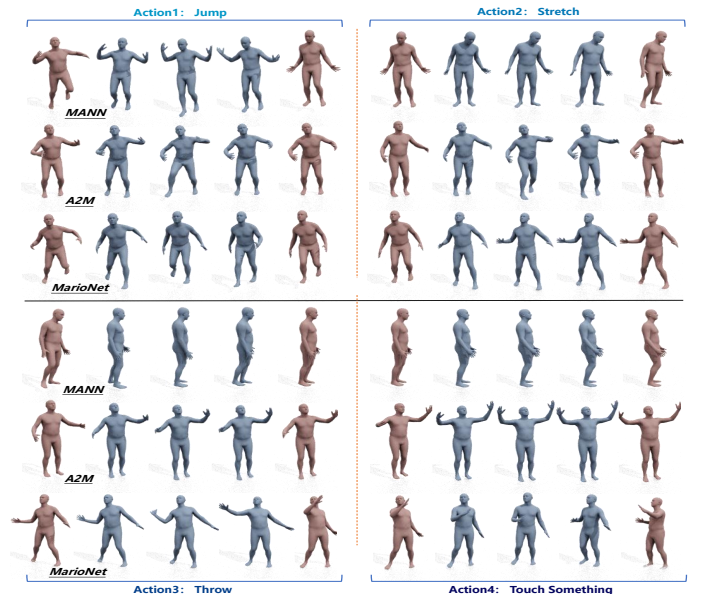 Action1: Jump
Action2: Stretch
MANN
A2M
MarioNet
MANN
A2M
MarioNet
Action3: Throw
Action4: Touch Something